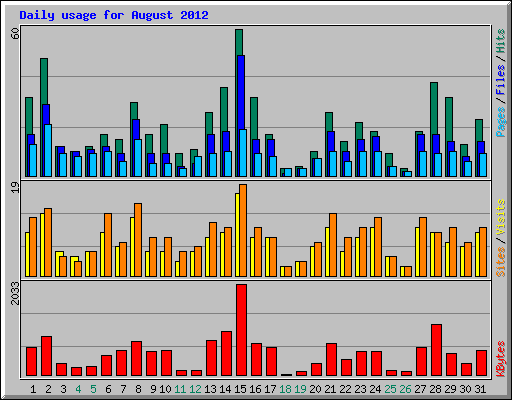 Daily usage for August 2012
60
Pages / Files / Hits
19
Sites / Visits
2033
KBytes
1 2 3 4 5 6 7 8 9 10 11 12 13 14 15 16 17 18 19 20 21 22 23 24 25 26 27 28 29 30 31